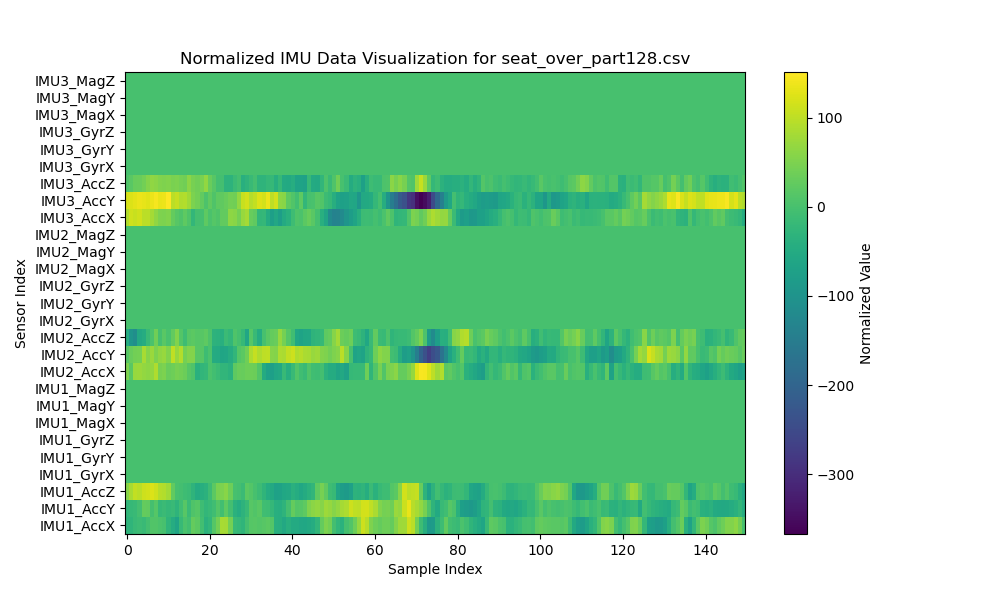 Normalized IMU Data Visualization for seat_over_part128.csv
IMU3_MagZ
IMU3_MagY
IMU3_MagX
IMU3_GyrZ
IMU3_GyrY
IMU3_GyrX
IMU3_AccZ
IMU3_AccY
IMU3_AccX
IMU2_MagZ
IMU2_MagY
IMU2_MagX
IMU2_GyrZ
IMU2_GyrY
IMU2_GyrX
IMU2_AccZ
IMU2_AccY
IMU2_AccX
IMU1_MagZ
IMU1_MagY
IMU1_MagX
IMU1_GyrZ
IMU1_GyrY
IMU1_GyrX
IMU1_AccZ
IMU1_AccY
IMU1_AccX
Sensor Index
0 20 40 60 80 100 120 140
Sample Index
100
0
−100
−200
−300
Normalized Value